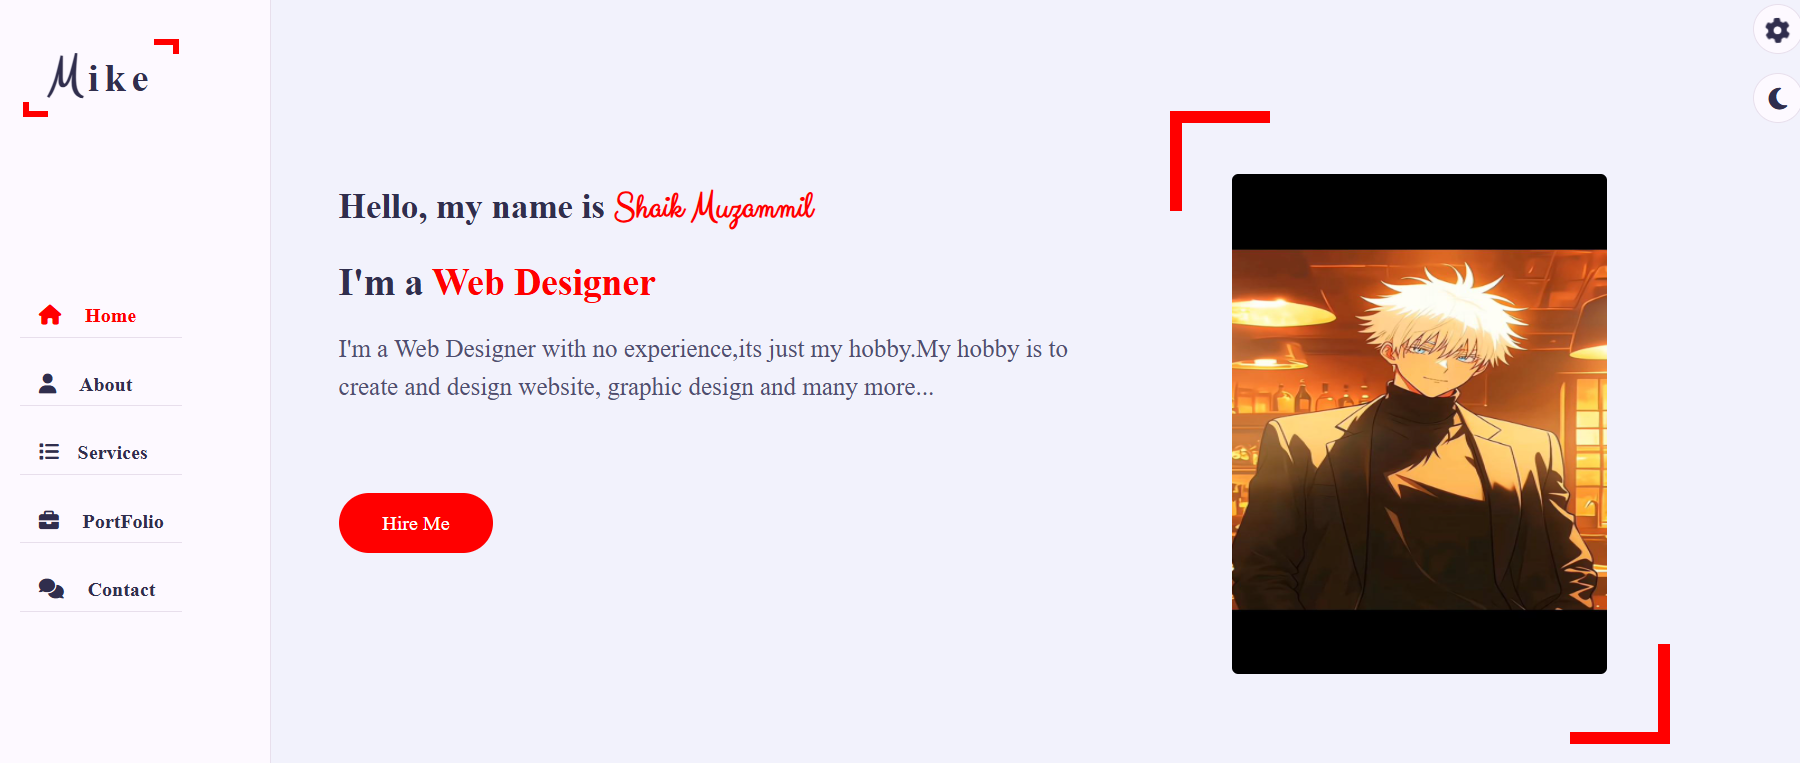 Mike
Home
About
Services
PortFolio
Contact
Hello, my name is Shaik Muzammil
I'm a Web Designer
I'm a Web Designer with no experience,its just my hobby.My hobby is to
create and design website, graphic design and many more...
Hire Me